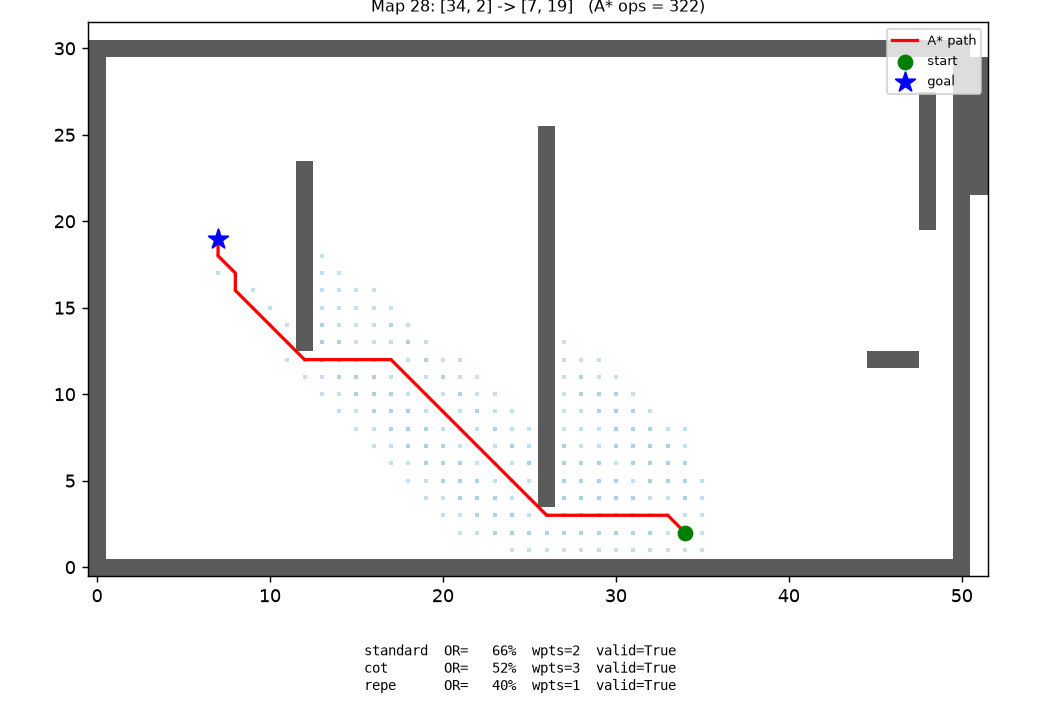 Map 28: [34, 2] -> [7, 19]   (A* ops = 322)
A* path
start
goal
30
25
20
15
10
5
0
0 10 20 30 40 50
standard  OR=   66%  wpts=2  valid=True
cot       OR=   52%  wpts=3  valid=True
repe      OR=   40%  wpts=1  valid=True